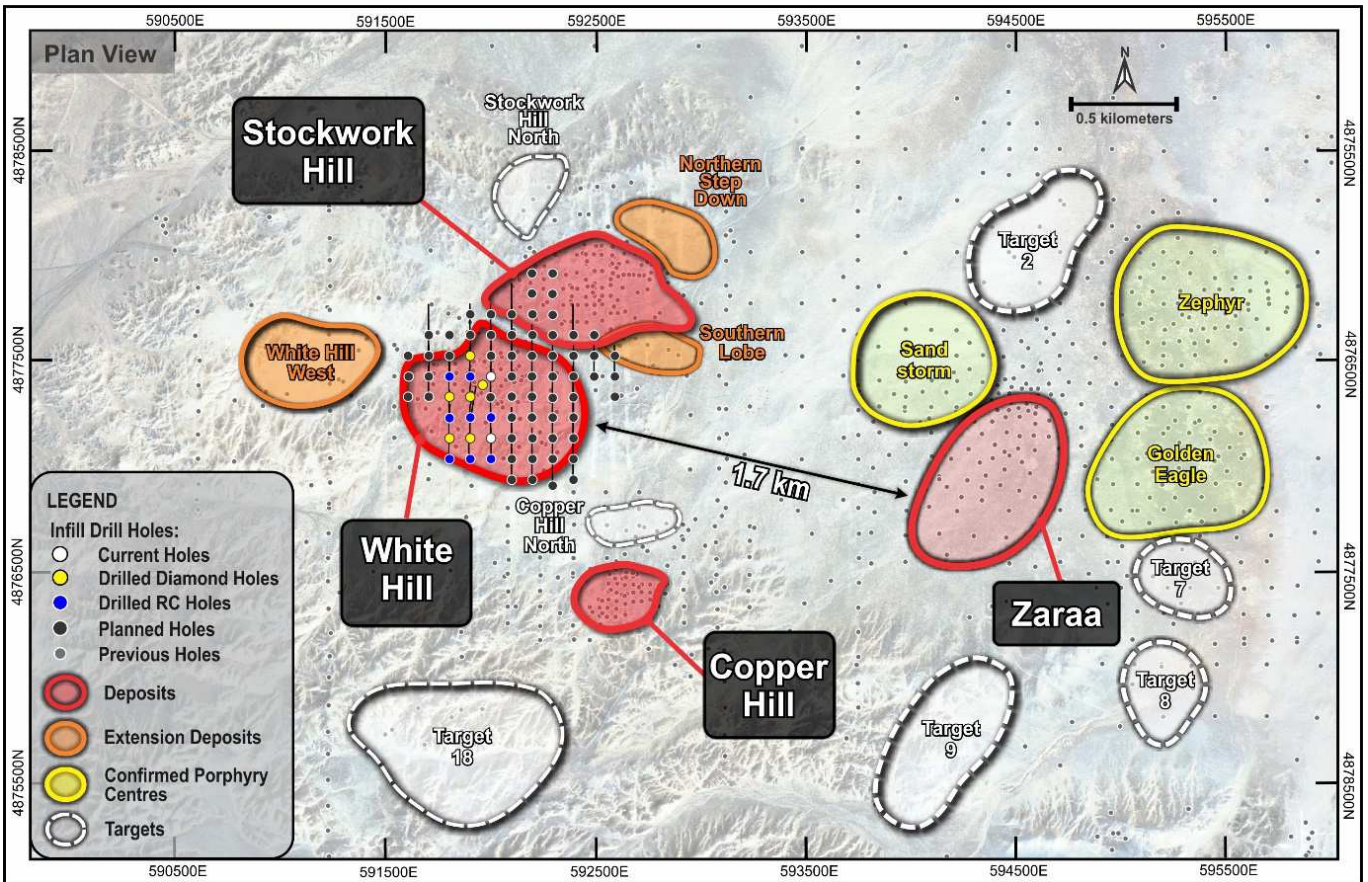 590500E
591500E
592500E
593500E
594500E
595500E
Plan View
N
0.5 kilometers
4878500N
4877500N
4876500N
4875500N
4875500N
4876500N
4877500N
4878500N
Stockwork
Hill
Stockwork
Hill
North
Northern
Step
Down
Target
2
Zephyr
White Hill
West
Southern
Lobe
Sand
storm
Golden
Eagle
1.7 km
White
Hill
Copper
Hill
North
Target
7
Zaraa
Copper
Hill
Target
8
Target
18
Target
9
LEGEND
Infill Drill Holes:
Current Holes
Drilled Diamond Holes
Drilled RC Holes
Planned Holes
Previous Holes
Deposits
Extension Deposits
Confirmed Porphyry
Centres
Targets
590500E
591500E
592500E
593500E
594500E
595500E